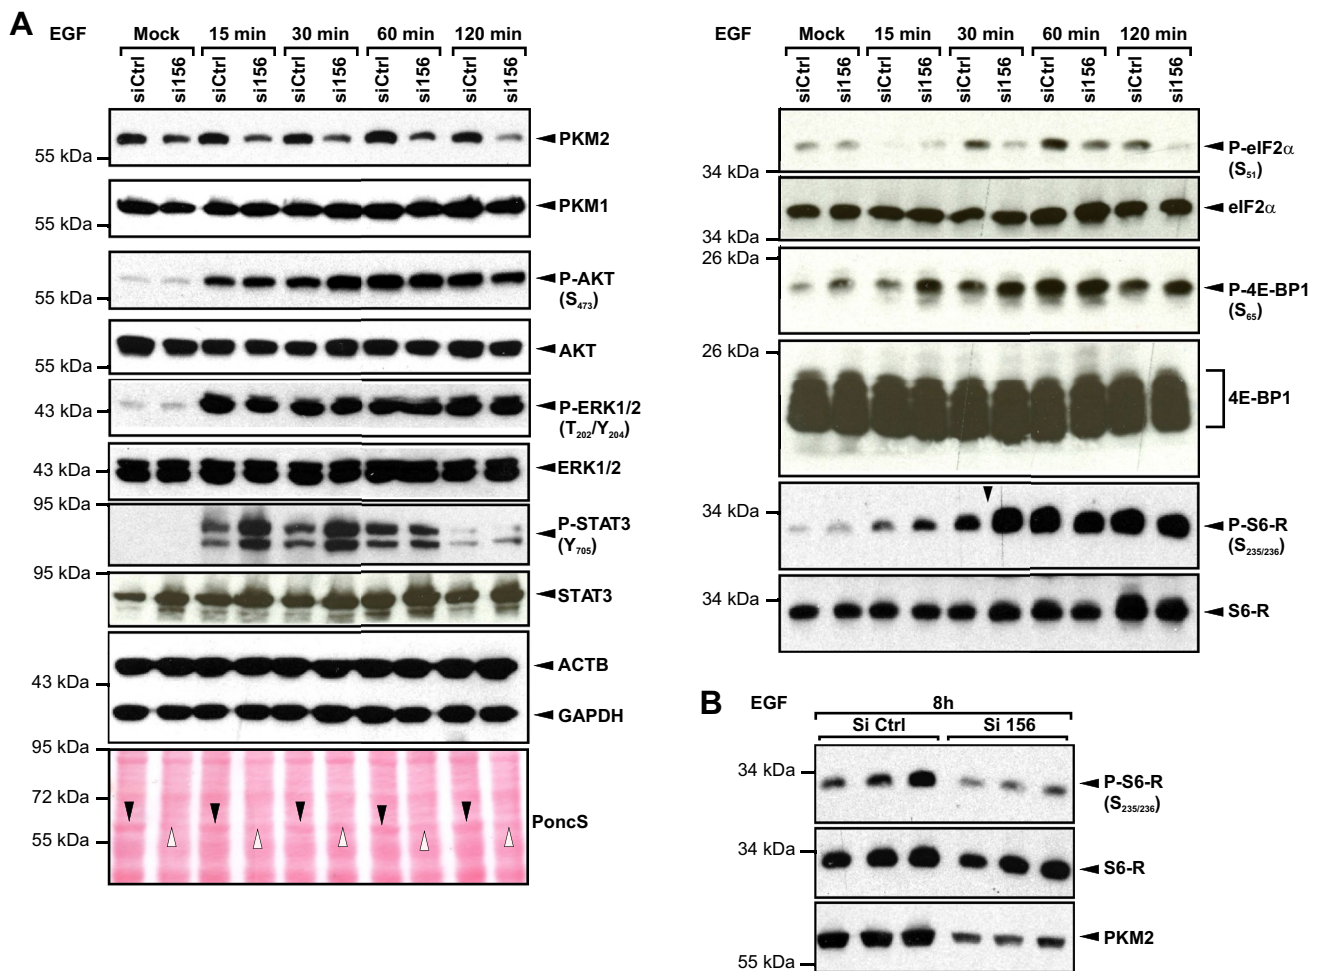 A
EGF Mock 15 min 30 min 60 min 120 min
siCtrl si156 siCtrl si156 siCtrl si156 siCtrl si156 siCtrl si156
PKM2
55 kDa
PKM1
55 kDa
P-AKT
(S473)
55 kDa
AKT
55 kDa
P-ERK1/2
43 kDa
(T202/Y204)
ERK1/2
43 kDa
95 kDa
P-STAT3
(Y705)
95 kDa
STAT3
ACTB
43 kDa
GAPDH
95 kDa
72 kDa
PoncS
55 kDa
EGF Mock 15 min 30 min 60 min 120 min
siCtrl si156 siCtrl si156 siCtrl si156 siCtrl si156 siCtrl si156
P-eIF2α
(S51)
34 kDa
eIF2α
34 kDa
26 kDa
P-4E-BP1
(S65)
26 kDa
4E-BP1
34 kDa
P-S6-R
(S235/236)
34 kDa
S6-R
B
EGF 8h
Si Ctrl Si 156
34 kDa
P-S6-R
(S235/236)
34 kDa
S6-R
PKM2
55 kDa